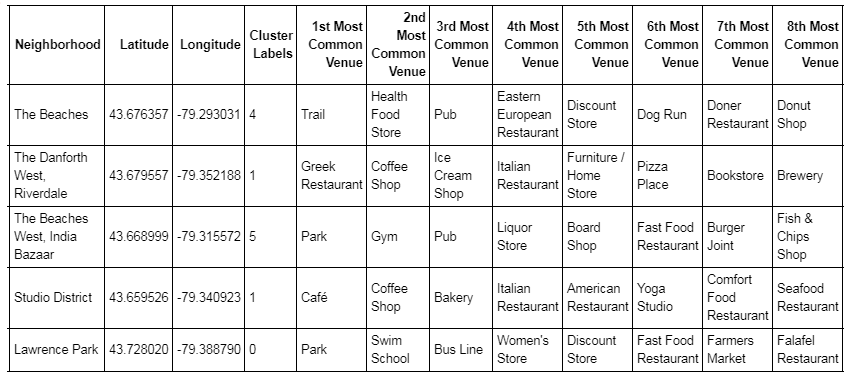 Neighborhood Latitude Longitude Cluster Labels 1st Most Common Venue 2nd Most Common Venue 3rd Most Common Venue 4th Most Common Venue 5th Most Common Venue 6th Most Common Venue 7th Most Common Venue 8th Most Common Venue
The Beaches 43.676357 -79.293031 4 Trail Health Food Store Pub Eastern European Restaurant Discount Store Dog Run Doner Restaurant Donut Shop
The Danforth West, Riverdale 43.679557 -79.352188 1 Greek Restaurant Coffee Shop Ice Cream Shop Italian Restaurant Furniture / Home Store Pizza Place Bookstore Brewery
The Beaches West, India Bazaar 43.668999 -79.315572 5 Park Gym Pub Liquor Store Board Shop Fast Food Restaurant Burger Joint Fish & Chips Shop
Studio District 43.659526 -79.340923 1 Café Coffee Shop Bakery Italian Restaurant American Restaurant Yoga Studio Comfort Food Restaurant Seafood Restaurant
Lawrence Park 43.728020 -79.388790 0 Park Swim School Bus Line Women's Store Discount Store Fast Food Restaurant Farmers Market Falafel Restaurant